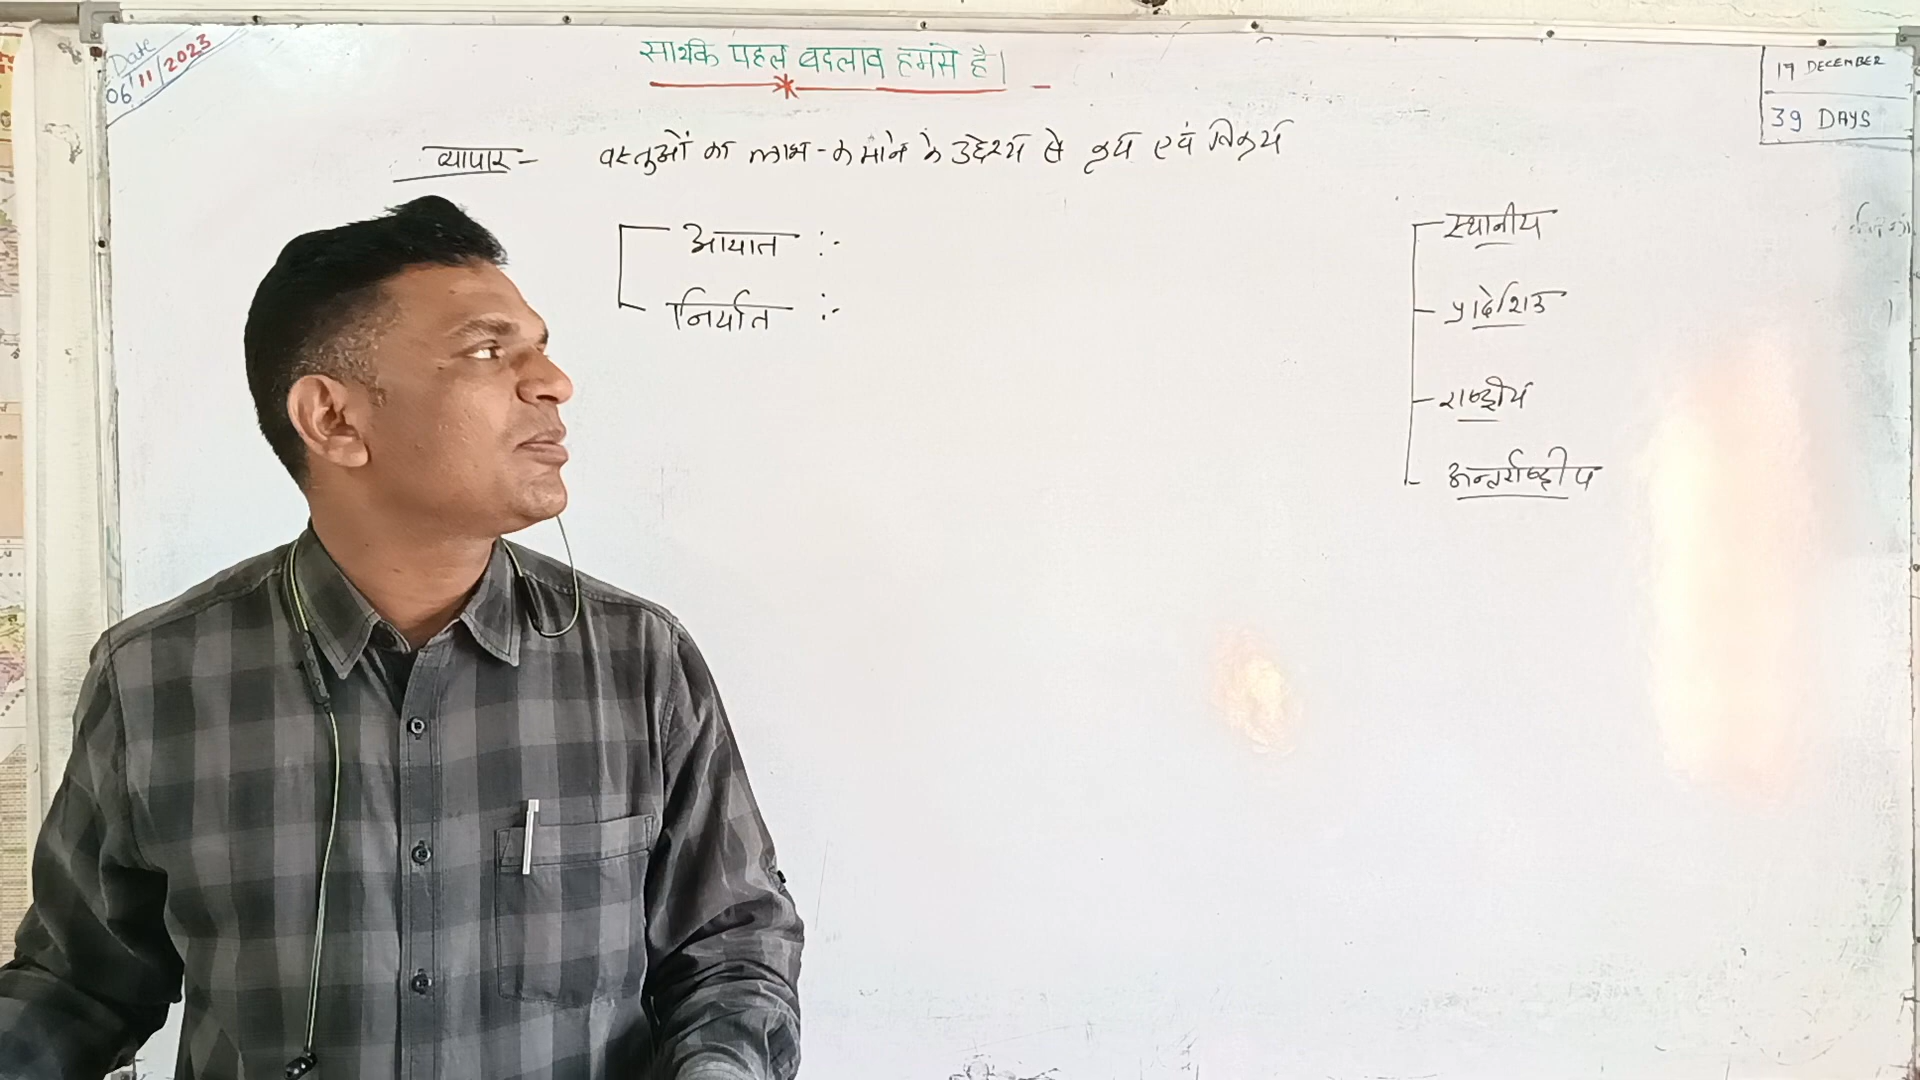 Date
06/11/2023
सार्थक पहल बदलाव हमसे है।
17 DECEMBER
39 DAYS
व्यापार - वस्तुओं का लाभ-कमाने के उद्देश्य से क्रय एवं विक्रय
आयात :-
निर्यात :-
स्थानीय
प्रादेशिक
राष्ट्रीय
अन्तर्राष्ट्रीय